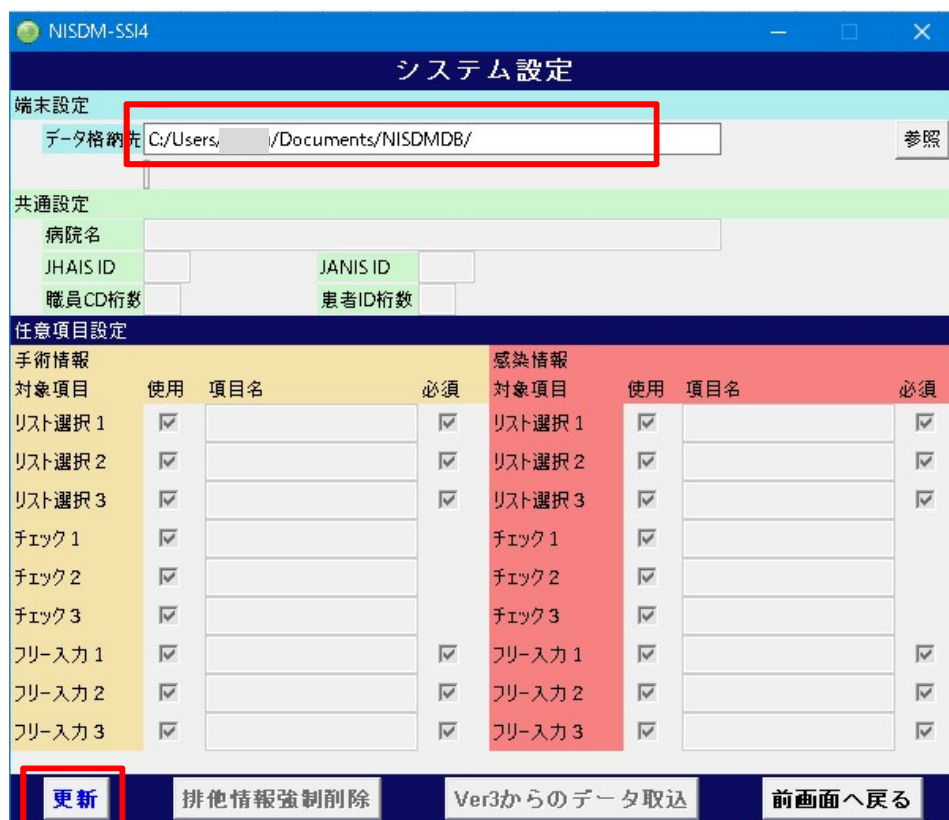 NISDM-SSI4
システム設定
端末設定
データ格納先 C:/Users/ /Documents/NISDMDB/ 参照
共通設定
病院名
JHAIS ID JANIS ID
職員CD桁数 患者ID桁数
任意項目設定
手術情報 感染情報
対象項目 使用 項目名 必須 対象項目 使用 項目名 必須
リスト選択 1 リスト選択 1
リスト選択 2 リスト選択 2
リスト選択 3 リスト選択 3
チェック 1 チェック 1
チェック 2 チェック 2
チェック 3 チェック 3
フリー入力 1 フリー入力 1
フリー入力 2 フリー入力 2
フリー入力 3 フリー入力 3
更新 排他情報強制削除 Ver3からのデータ取込 前画面へ戻る